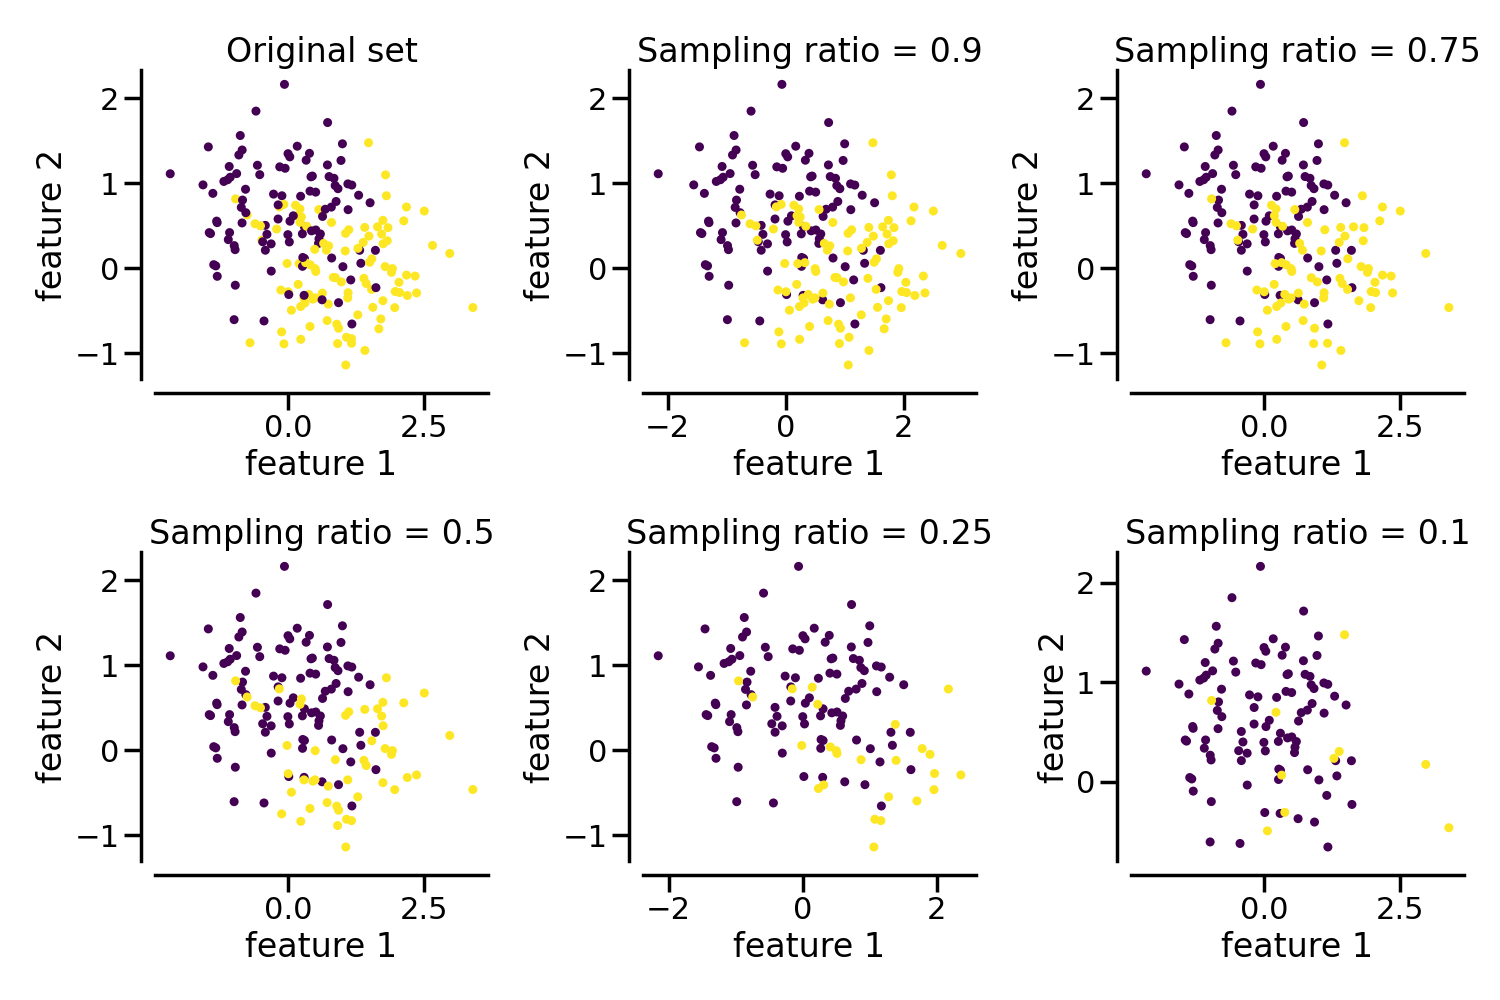 Original set
Sampling ratio = 0.9
Sampling ratio = 0.75
feature 2
2
1
0
−1
0.0
2.5
feature 1
feature 2
2
1
0
−1
−2
0
2
feature 1
feature 2
2
1
0
−1
0.0
2.5
feature 1
Sampling ratio = 0.5
Sampling ratio = 0.25
Sampling ratio = 0.1
feature 2
2
1
0
−1
0.0
2.5
feature 1
feature 2
2
1
0
−1
−2
0
2
feature 1
feature 2
2
1
0
0.0
2.5
feature 1